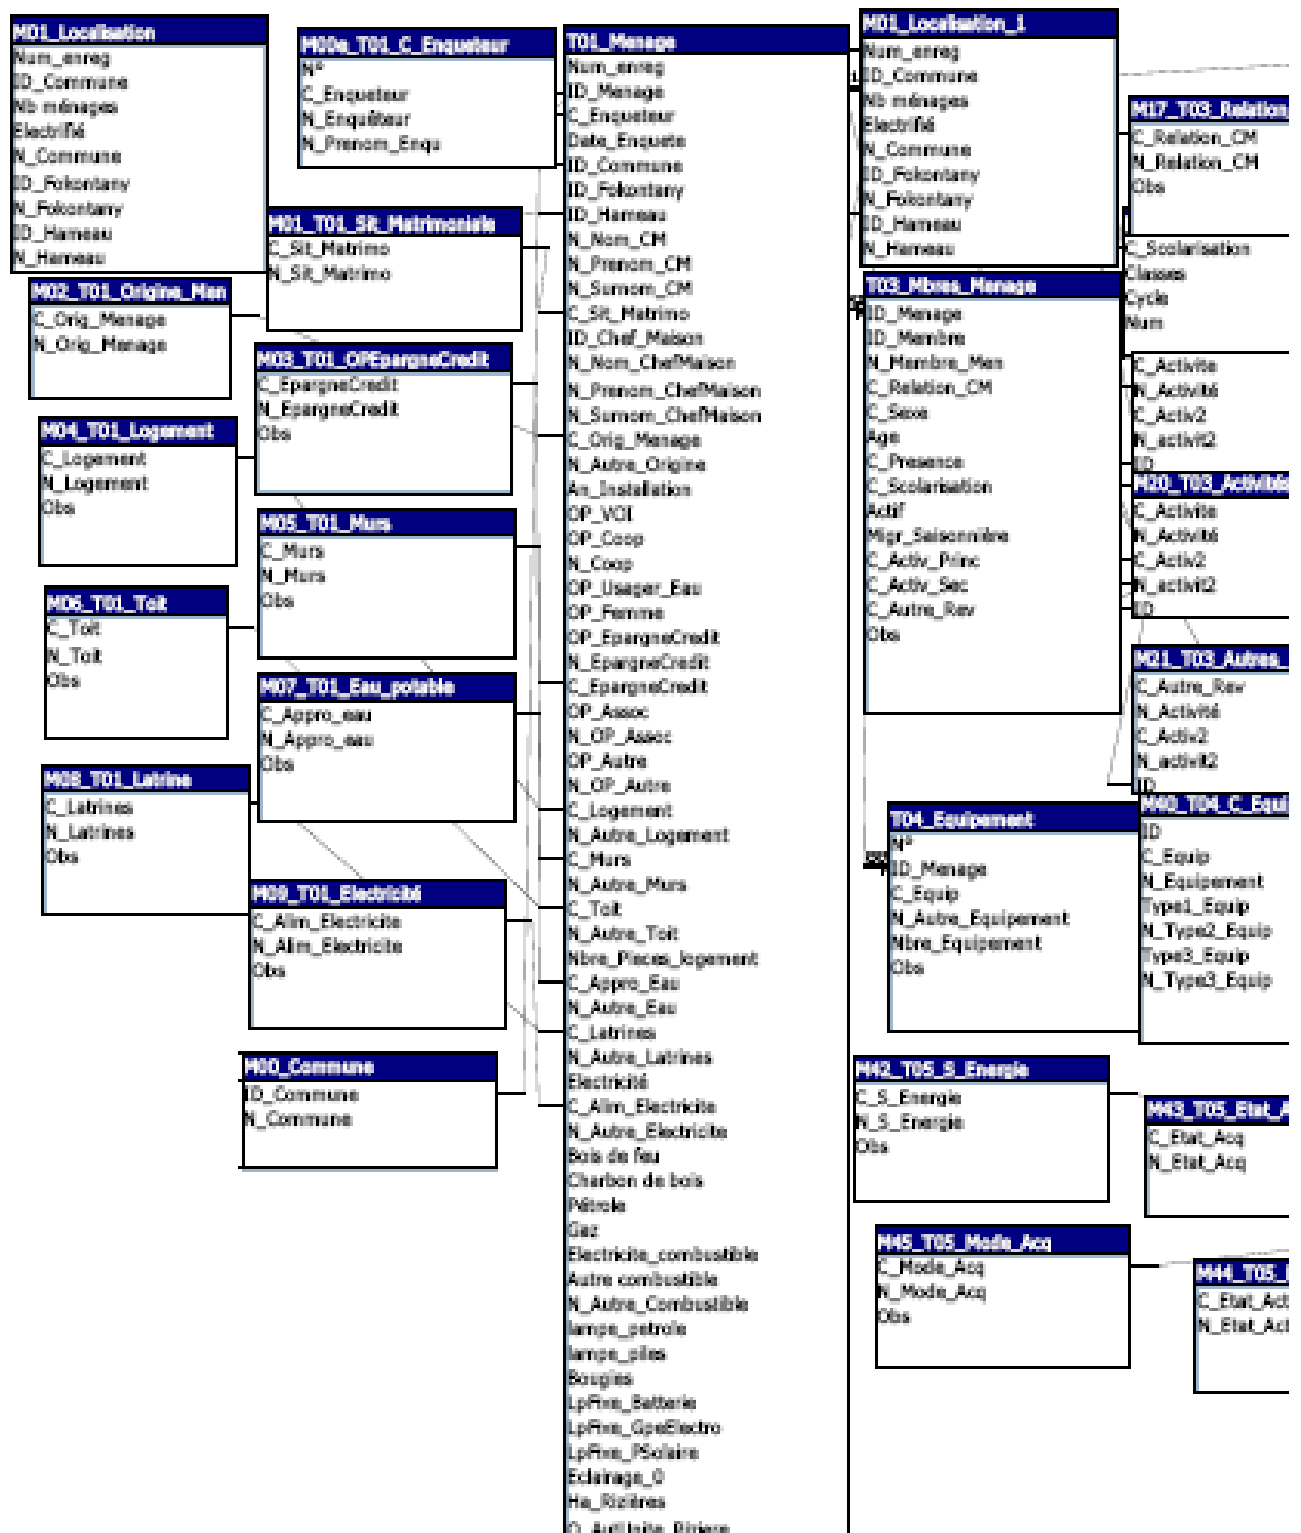 M01_Localisation
Num_enreg
ID_Commune
Nb ménages
Electrifié
N_Commune
ID_Fokontany
N_Fokontany
ID_Hameau
N_Hameau
M00a_T01_C_Enqueteur
N°
C_Enqueteur
N_Enquêteur
N_Prenom_Enqu
M01_T01_Sit_Matrimoniale
C_Sit_Matrimo
N_Sit_Matrimo
M02_T01_Origine_Men
C_Orig_Menage
N_Orig_Menage
M03_T01_OPEpargneCredit
C_EpargneCredit
N_EpargneCredit
Obs
M04_T01_Logement
C_Logement
N_Logement
Obs
M05_T01_Murs
C_Murs
N_Murs
Obs
M06_T01_Toit
C_Toit
N_Toit
Obs
M07_T01_Eau_potable
C_Appro_eau
N_Appro_eau
Obs
M08_T01_Latrine
C_Latrines
N_Latrines
Obs
M09_T01_Electricité
C_Alim_Electricite
N_Alim_Electricite
Obs
M00_Commune
ID_Commune
N_Commune
T01_Menage
Num_enreg
ID_Menage
C_Enqueteur
Date_Enquete
ID_Commune
ID_Fokontany
ID_Hameau
N_Nom_CM
N_Prenom_CM
N_Surnom_CM
C_Sit_Matrimo
ID_Chef_Maison
N_Nom_ChefMaison
N_Prenom_ChefMaison
N_Surnom_ChefMaison
C_Orig_Menage
N_Autre_Origine
An_Installation
OP_VOI
OP_Coop
N_Coop
OP_Usager_Eau
OP_Femme
OP_EpargneCredit
N_EpargneCredit
C_EpargneCredit
OP_Assoc
N_OP_Assoc
OP_Autre
N_OP_Autre
C_Logement
N_Autre_Logement
C_Murs
N_Autre_Murs
C_Toit
N_Autre_Toit
Nbre_Pieces_logement
C_Appro_Eau
N_Autre_Eau
C_Latrines
N_Autre_Latrines
Electricité
C_Alim_Electricite
N_Autre_Electricite
Bois de feu
Charbon de bois
Pétrole
Gaz
Electricite_combustible
Autre combustible
N_Autre_Combustible
lampe_petrole
lampe_piles
Bougies
LpFixe_Batterie
LpFixe_GpeElectro
LpFixe_PSolaire
Eclairage_0
Ha_Rizières
M01_Localisation_1
Num_enreg
ID_Commune
Nb ménages
Electrifié
N_Commune
ID_Fokontany
N_Fokontany
ID_Hameau
N_Hameau
T03_Mbres_Menage
ID_Menage
ID_Membre
N_Membre_Men
C_Relation_CM
C_Sexe
Age
C_Presence
C_Scolarisation
Actif
Migr_Saisonnière
C_Activ_Princ
C_Activ_Sec
C_Autre_Rev
Obs
T04_Equipement
N°
ID_Menage
C_Equip
N_Autre_Equipement
Nbre_Equipement
Obs
M42_T05_S_Energie
C_S_Energie
N_S_Energie
Obs
M45_T05_Mode_Acq
C_Mode_Acq
N_Mode_Acq
Obs
M17_T03_Relation
C_Relation_CM
N_Relation_CM
Obs
C_Scolarisation
Classes
Cycle
Num
C_Activite
N_Activité
C_Activ2
N_activit2
ID
M20_T03_Activités
C_Activite
N_Activité
C_Activ2
N_activit2
ID
M21_T03_Autres_
C_Autre_Rev
N_Activité
C_Activ2
N_activit2
ID
M40_T04_C_Equi
ID
C_Equip
N_Equipement
Type1_Equip
N_Type2_Equip
Type3_Equip
N_Type3_Equip
M43_T05_Etat_A
C_Etat_Acq
N_Etat_Acq
M44_T05_
C_Etat_Act
N_Etat_Act